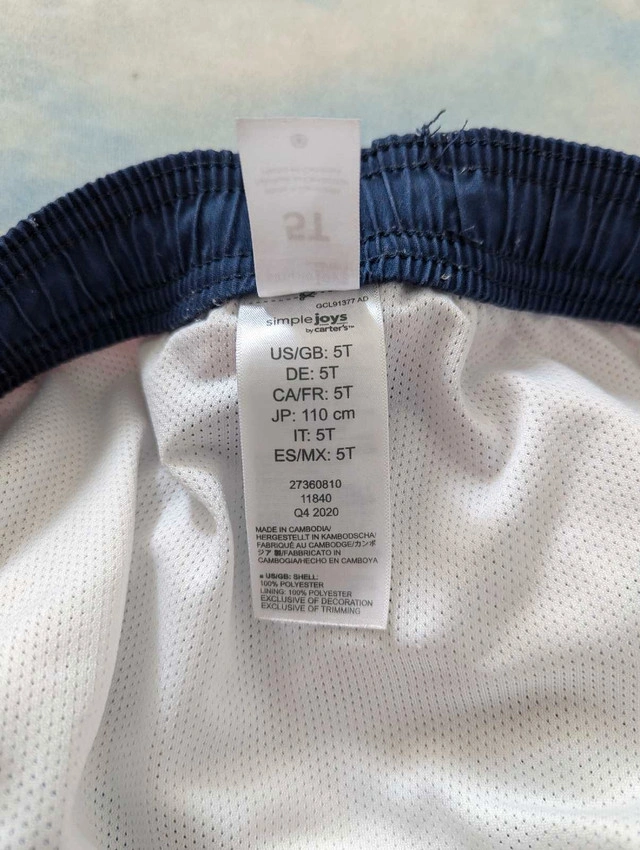 5T
GCL91377 AD
simple joys
by carter's™
US/GB: 5T
DE: 5T
CA/FR: 5T
JP: 110 cm
IT: 5T
ES/MX: 5T
27360810
11840
Q4 2020
MADE IN CAMBODIA/
HERGESTELLT IN KAMBODSCHA/
FABRIQUÉ AU CAMBODGE/カンボ
ジア 製/FABBRICATO IN
CAMBOGIA/HECHO EN CAMBOYA
US/GB: SHELL:
100% POLYESTER
LINING: 100% POLYESTER
EXCLUSIVE OF DECORATION
EXCLUSIVE OF TRIMMING